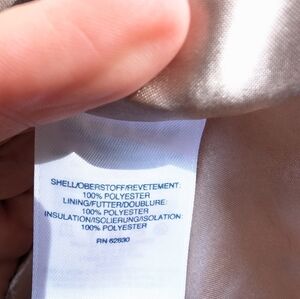 SHELL/OBERSTOFF/REVETEMENT:
100% POLYESTER
LINING/FUTTER/DOUBLURE:
100% POLYESTER
INSULATION/ISOLIERUNG/ISOLATION:
100% POLYESTER
RN 62630